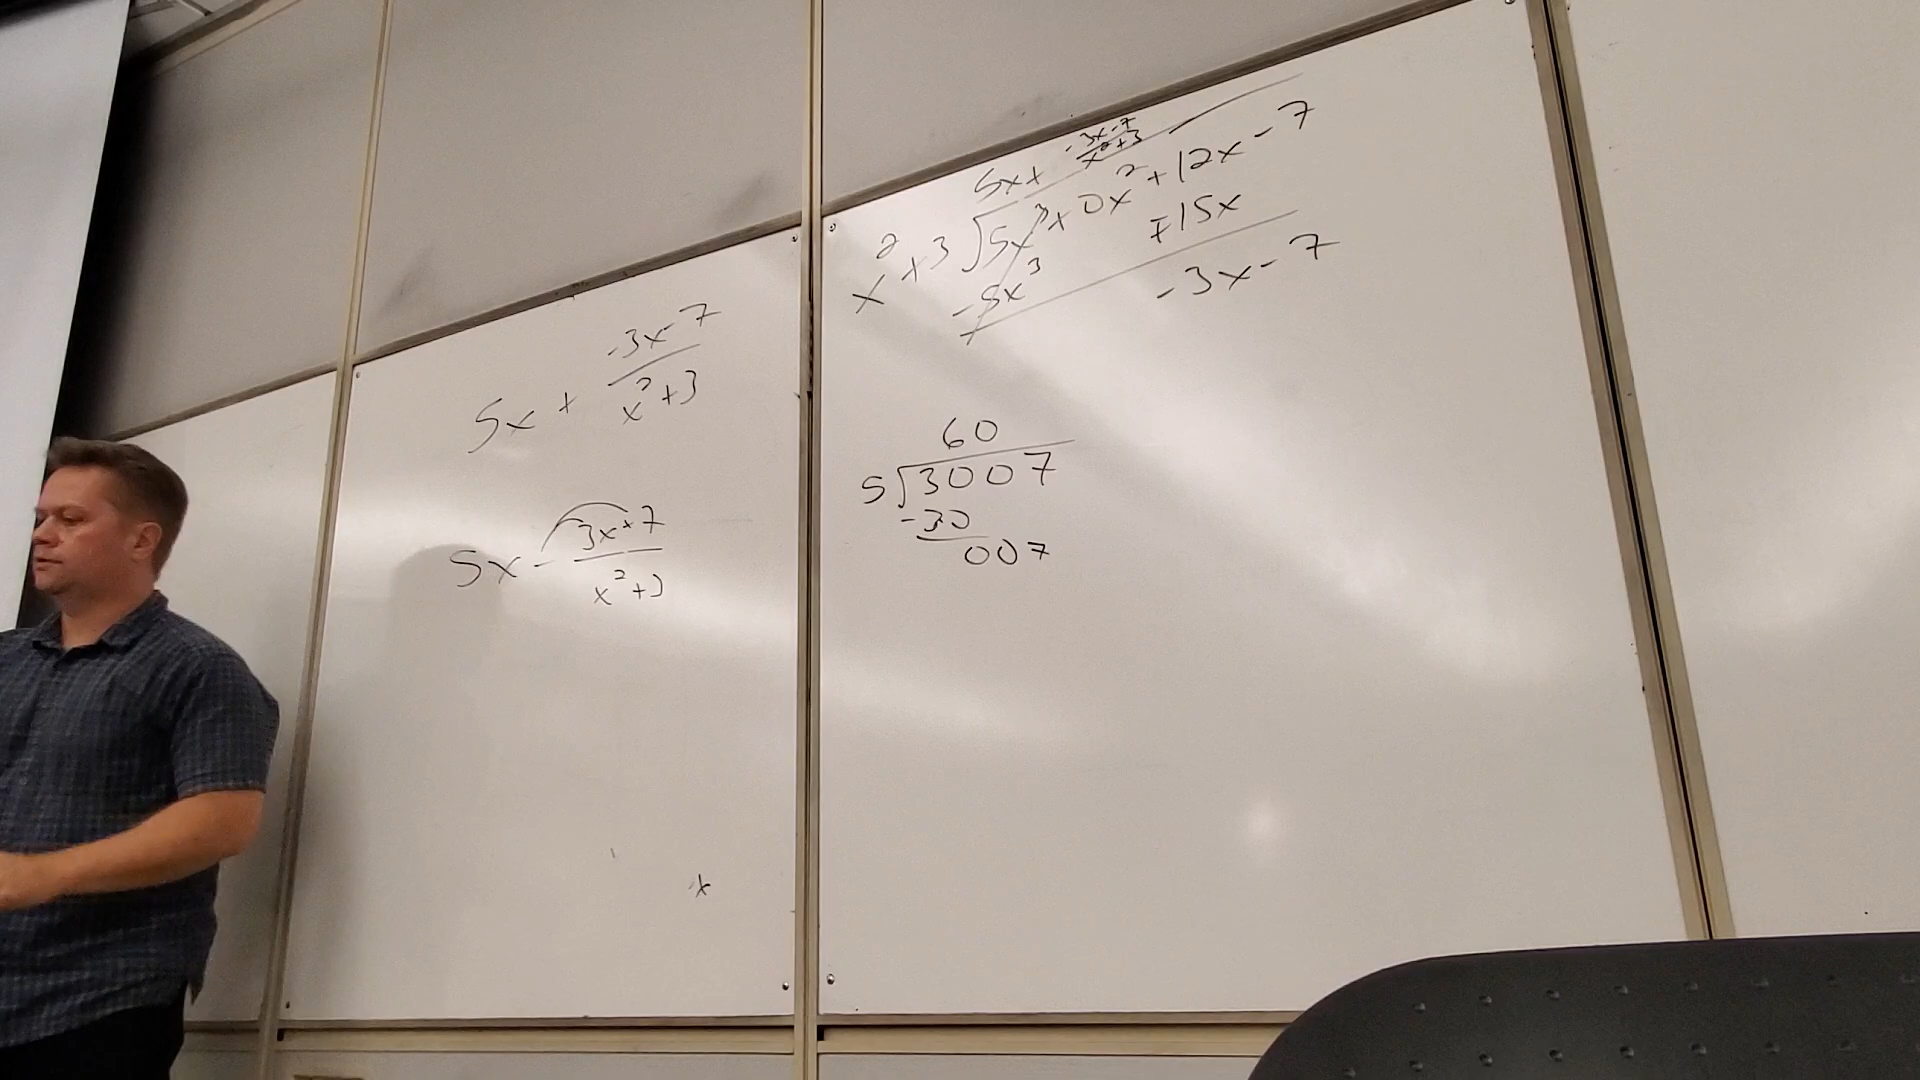 5x + -3x-7
x² + 3
5x - 3x+7
x² + 3
5x + -3x-7
x²+3
x² + 3 √5x³ + 0x² + 12x - 7
-5x³ +15x
-3x - 7
60
5 √3007
-30
007
x